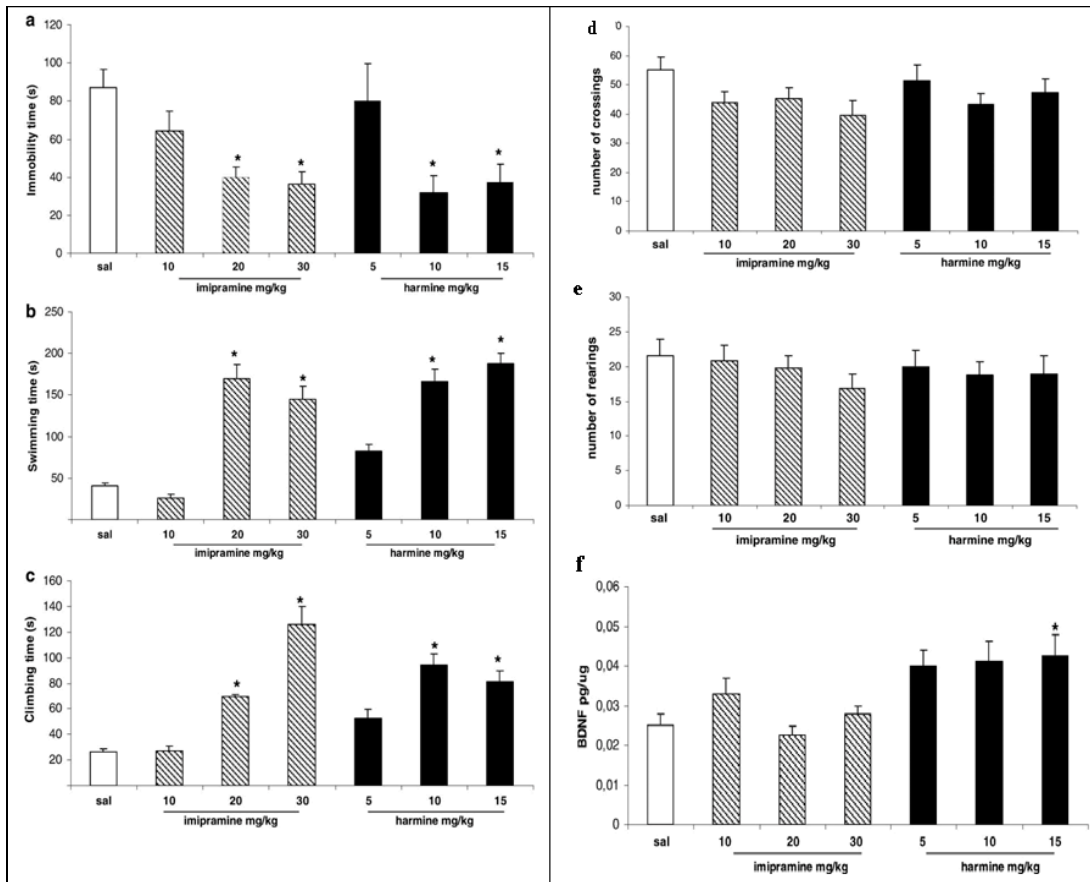 a
Immobility time (s)
120
100
80
60
40
20
0
* * * *
sal 10 20 30 5 10 15
imipramine mg/kg harmine mg/kg
b
Swimming time (s)
250
200
150
100
50
* * * *
sal 10 20 30 5 10 15
imipramine mg/kg harmine mg/kg
c
Climbing time (s)
160
140
120
100
80
60
40
20
* * * *
sal 10 20 30 5 10 15
imipramine mg/kg harmine mg/kg
d
number of crossings
0
60
50
40
30
20
10
0
sal 10 20 30 5 10 15
imipramine mg/kg harmine mg/kg
e
number of rearings
30
25
20
15
10
5
0
sal 10 20 30 5 10 15
imipramine mg/kg harmine mg/kg
f
BDNF pg/ug
0,06
0,05
0,04
0,03
0,02
0,01
0
*
sal 10 20 30 5 10 15
imipramine mg/kg harmine mg/kg